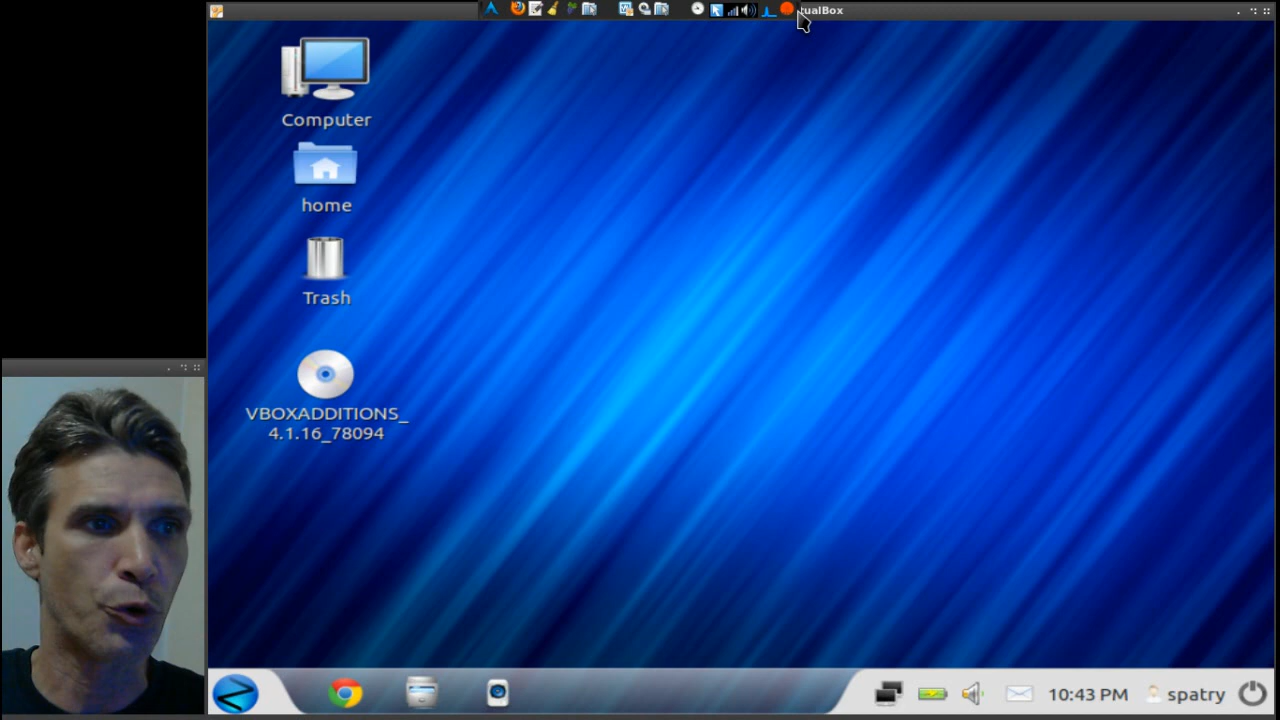 tualBox
Computer
home
Trash
VBOXADDITIONS_
4.1.16_78094
10:43 PM
spatry